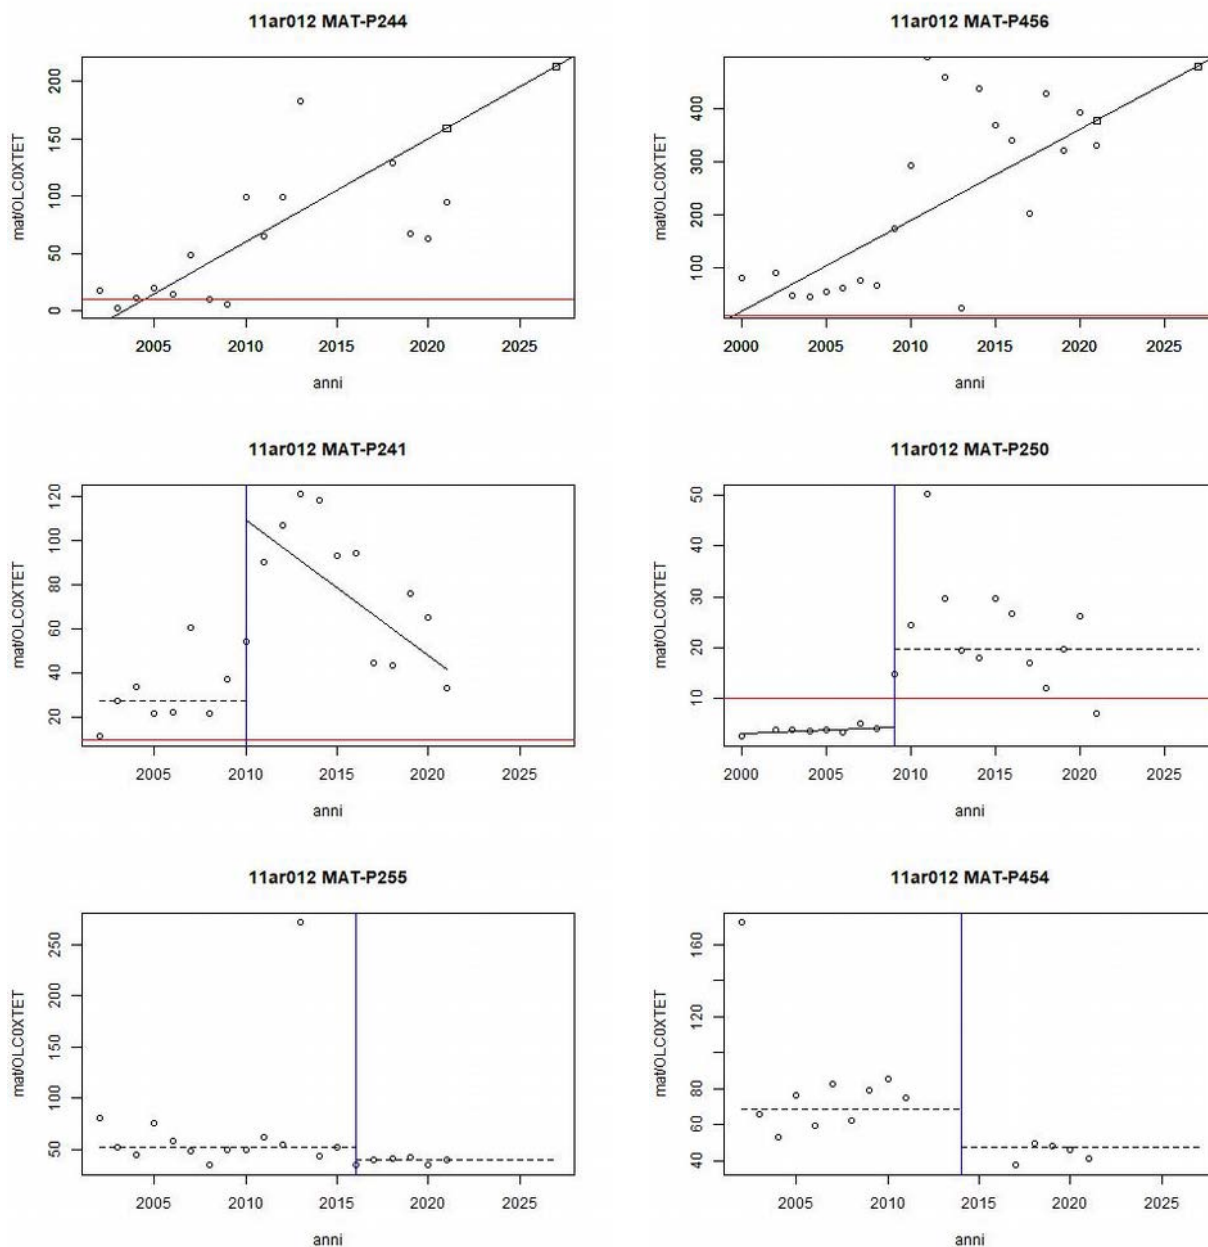 11ar012 MAT-P244
mat/OLC0XTET
200
150
100
50
0
2005 2010 2015 2020 2025
anni
11ar012 MAT-P456
mat/OLC0XTET
400
300
200
100
2000 2005 2010 2015 2020 2025
anni
11ar012 MAT-P241
mat/OLC0XTET
120
100
80
60
40
20
2005 2010 2015 2020 2025
anni
11ar012 MAT-P250
mat/OLC0XTET
50
40
30
20
10
2000 2005 2010 2015 2020 2025
anni
11ar012 MAT-P255
mat/OLC0XTET
250
200
150
100
50
2005 2010 2015 2020 2025
anni
11ar012 MAT-P454
mat/OLC0XTET
160
120
80
60
40
2005 2010 2015 2020 2025
anni